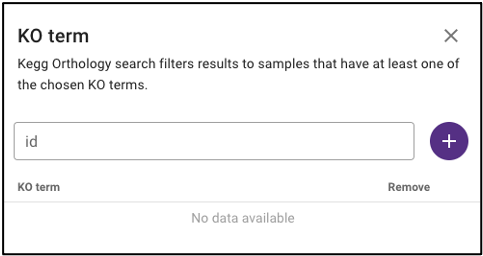 KO term
Kegg Orthology search filters results to samples that have at least one of
the chosen KO terms.
id
KO term Remove
No data available